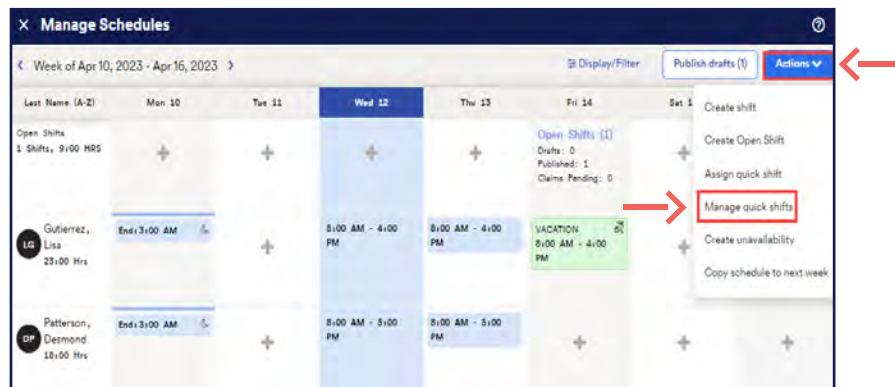 × Manage Schedules
< Week of Apr 10, 2023 - Apr 16, 2023 >
Display/Filter
Publish drafts (1)
Actions
Last Name (A-Z) Mon 10 Tue 11 Wed 12 Thu 13 Fri 14 Sat 1
Open Shifts
1 Shifts, 9:00 HRS
Open Shifts (1)
Drafts: 0
Published: 1
Claims Pending: 0
LG
Gutierrez,
Lisa
23:00 Hrs
End: 3:00 AM
8:00 AM - 4:00
PM
8:00 AM - 4:00
PM
VACATION
8:00 AM - 4:00
PM
DP
Patterson,
Desmond
18:00 Hrs
End: 3:00 AM
8:00 AM - 5:00
PM
8:00 AM - 5:00
PM
Create shift
Create Open Shift
Assign quick shift
Manage quick shifts
Create unavailability
Copy schedule to next week